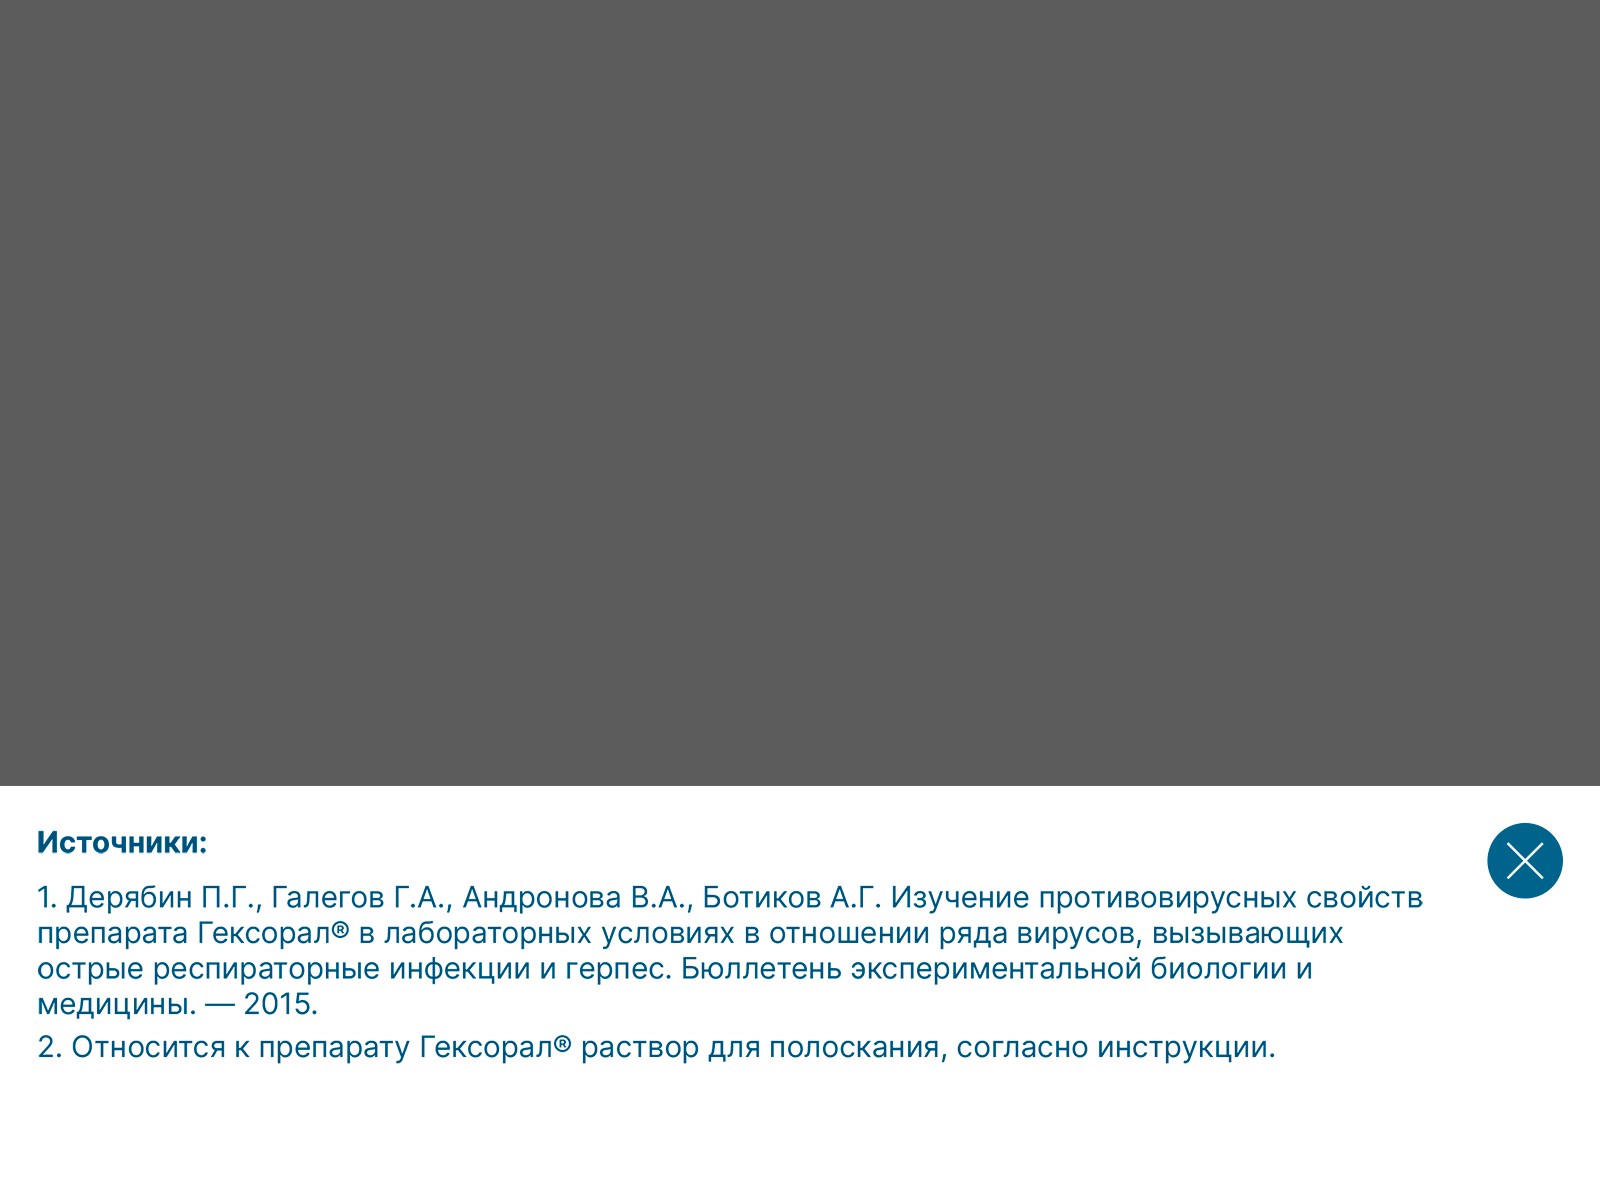 Источники:
1. Дерябин П.Г., Галегов Г.А., Андронова В.А., Ботиков А.Г. Изучение противовирусных свойств
препарата Гексорал® в лабораторных условиях в отношении ряда вирусов, вызывающих
острые респираторные инфекции и герпес. Бюллетень экспериментальной биологии и
медицины. — 2015.
2. Относится к препарату Гексорал® раствор для полоскания, согласно инструкции.